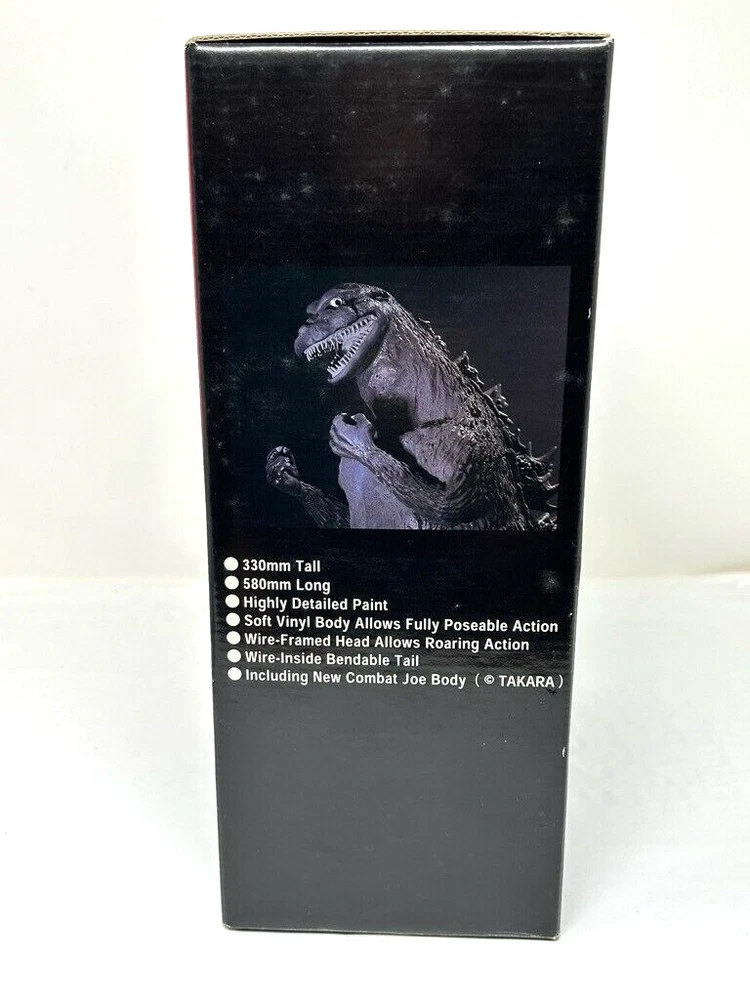 ● 330mm Tall
● 580mm Long
● Highly Detailed Paint
● Soft Vinyl Body Allows Fully Poseable Action
● Wire-Framed Head Allows Roaring Action
● Wire-Inside Bendable Tail
● Including New Combat Joe Body ( © TAKARA )